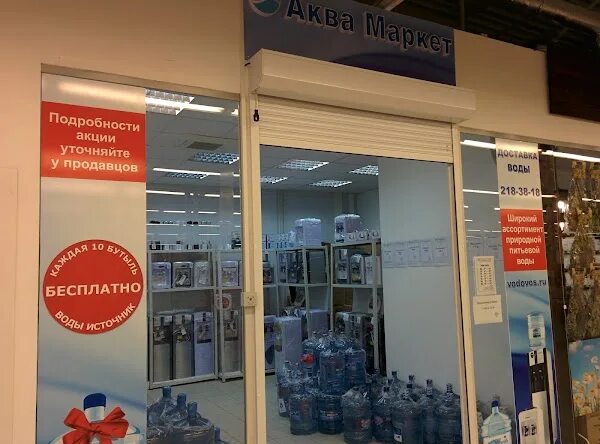 Аква Маркет
Подробности
акции
уточняйте
у продавцов
КАЖДАЯ 10 БУТЫЛЬ
БЕСПЛАТНО
ВОДЫ ИСТОЧНИК
ДОСТАВКА
ВОДЫ
218-38-18
Широкий
ассортимент
природной
питьевой
воды
vodovos.ru